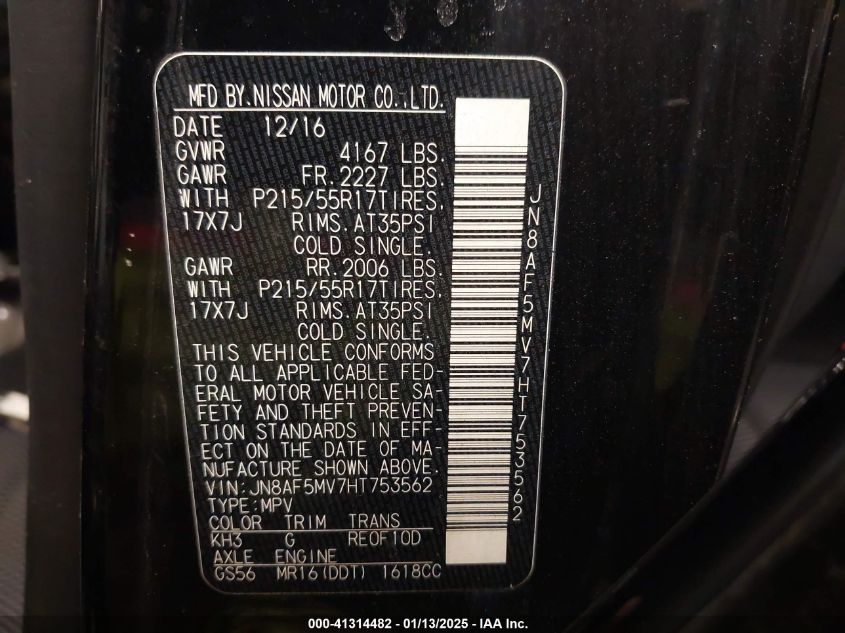 MFD BY.NISSAN MOTOR CO.,LTD.
DATE 12/16
GVWR 4167 LBS.
GAWR FR.2227 LBS.
WITH P215/55R17TIRES.
17X7J RIMS.AT35PSI
COLD SINGLE.
GAWR RR.2006 LBS.
WITH P215/55R17TIRES.
17X7J RIMS.AT35PSI
COLD SINGLE.
THIS VEHICLE CONFORMS
TO ALL APPLICABLE FED-
ERAL MOTOR VEHICLE SA-
FETY AND THEFT PREVEN-
TION STANDARDS IN EFF-
ECT ON THE DATE OF MA-
NUFACTURE SHOWN ABOVE.
VIN:JN8AF5MV7HT753562
TYPE:MPV
COLOR TRIM TRANS
KH3 G RE0F10D
AXLE ENGINE
GS56 MR16(DDT) 1618CC
JN8AF5MV7HT753562
000-41314482 - 01/13/2025 - IAA Inc.